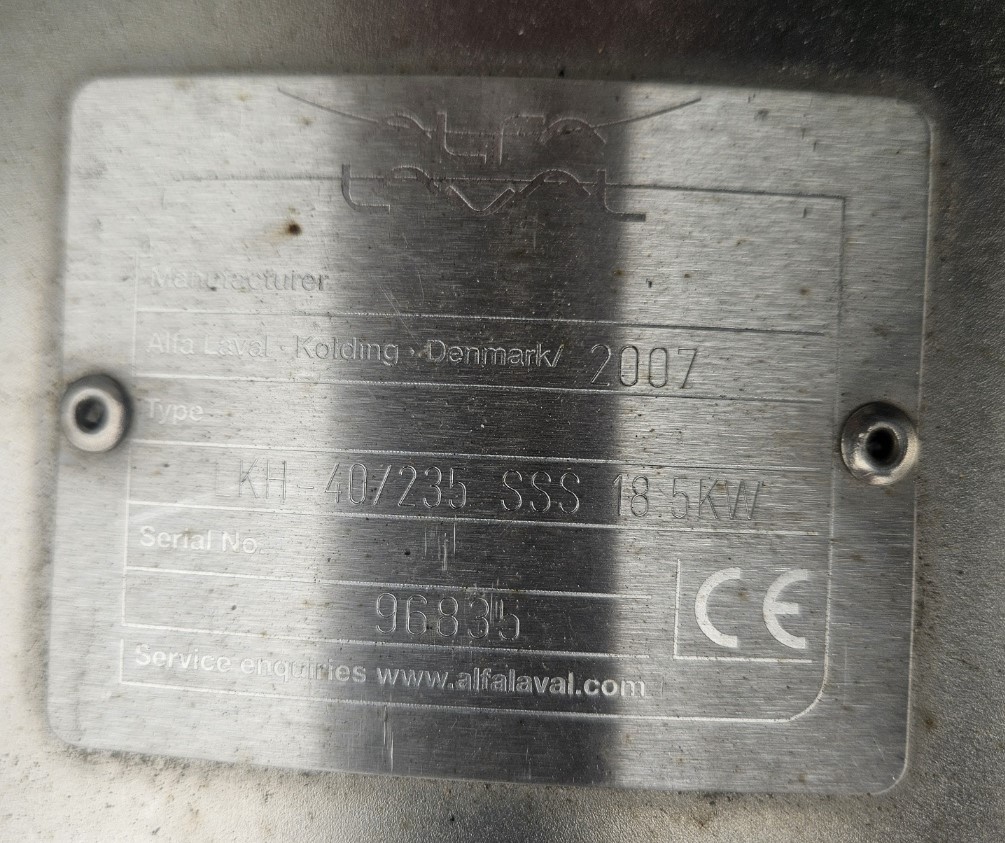 ALFA
LAVAL
Manufacturer
Alfa Laval · Kolding · Denmark/ 2007
Type
LKH-40/235 SSS 18.5KW
Serial No.
96835
CE
Service enquiries www.alfalaval.com